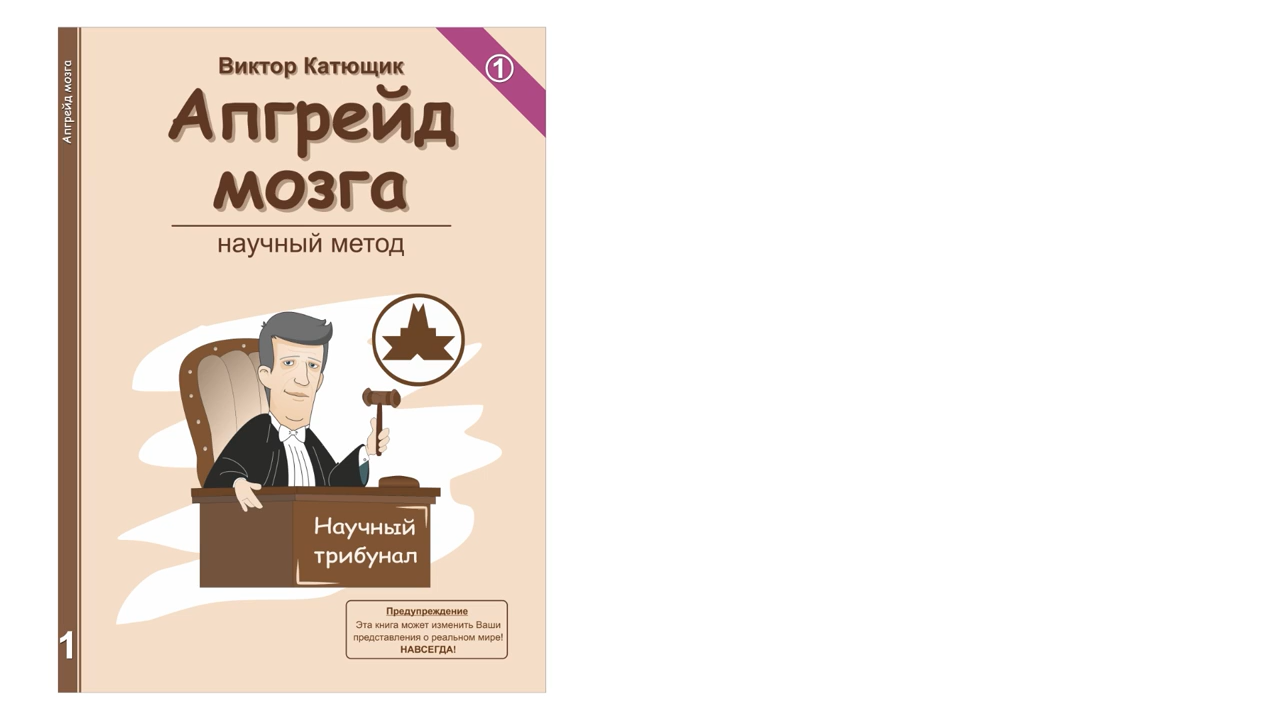 Апгрейд мозга
1
Виктор Катющик
1
Апгрейд
мозга
научный метод
Научный
трибунал
Предупреждение
Эта книга может изменить Ваши
представления о реальном мире!
НАВСЕГДА!